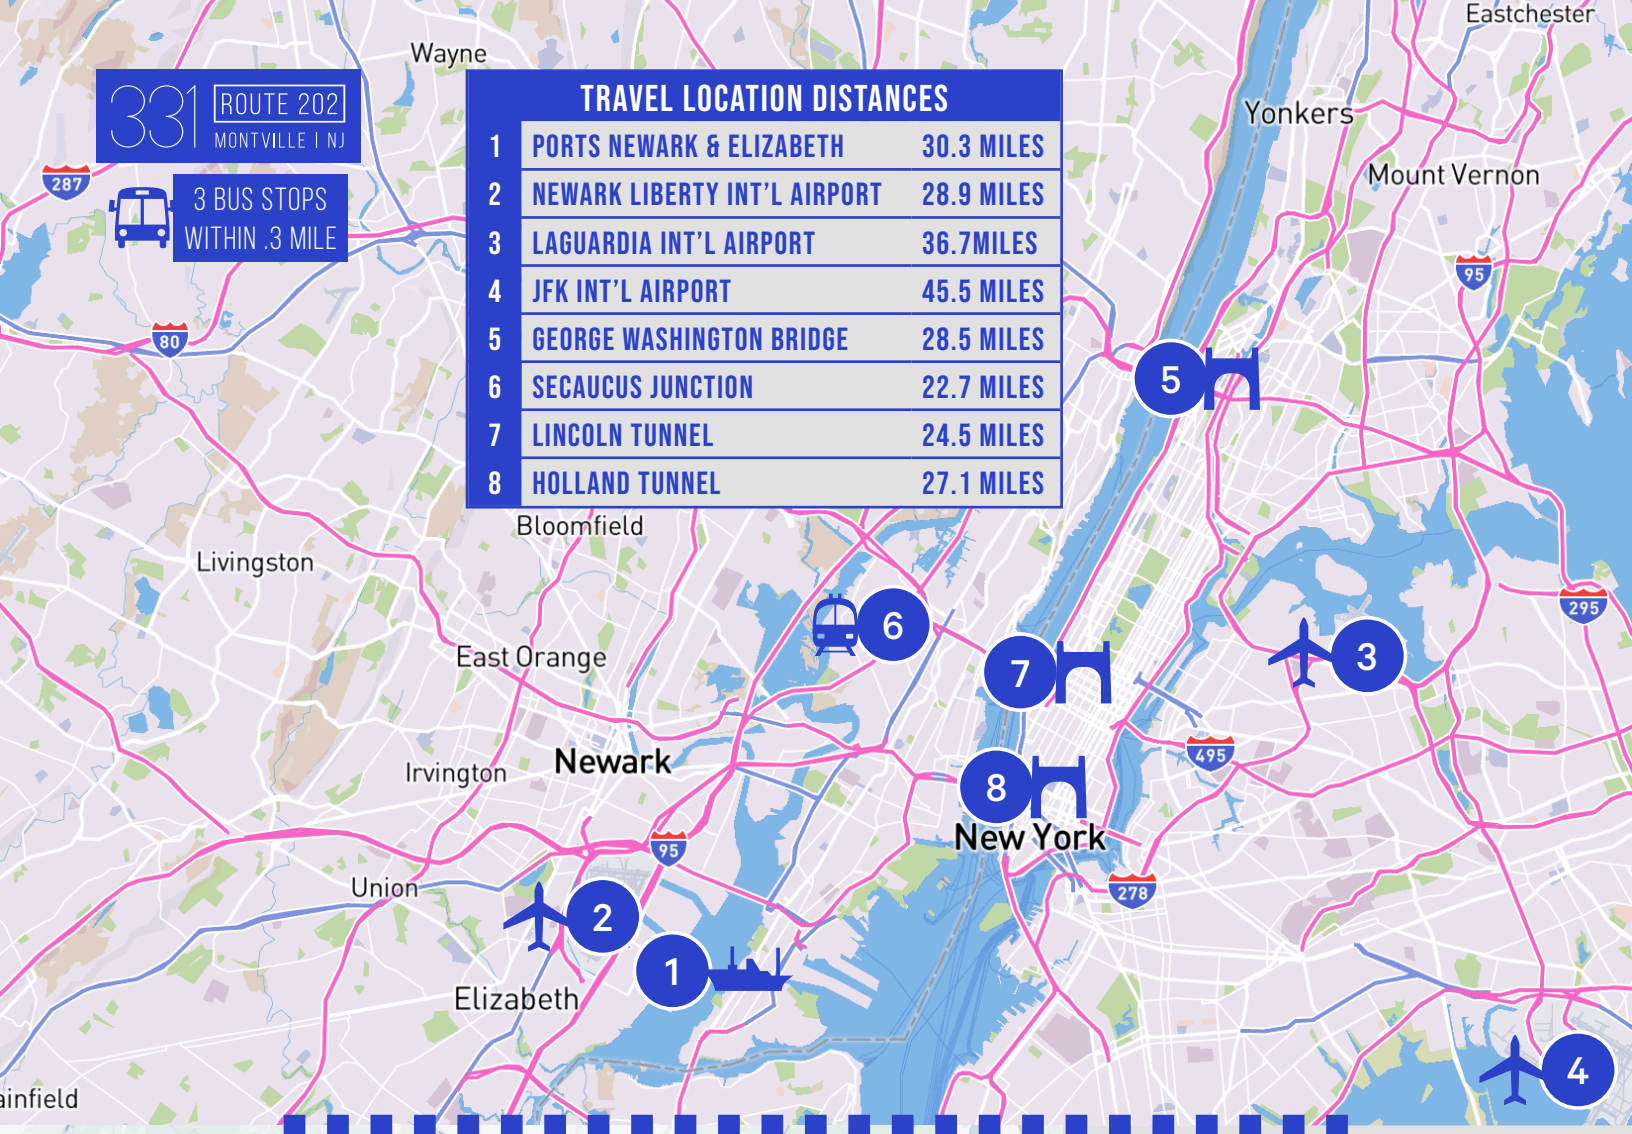 Eastchester
Wayne
331 ROUTE 202
MONTVILLE | NJ
TRAVEL LOCATION DISTANCES
1 PORTS NEWARK & ELIZABETH 30.3 MILES
2 NEWARK LIBERTY INT'L AIRPORT 28.9 MILES
3 LAGUARDIA INT'L AIRPORT 36.7MILES
4 JFK INT'L AIRPORT 45.5 MILES
5 GEORGE WASHINGTON BRIDGE 28.5 MILES
6 SECAUCUS JUNCTION 22.7 MILES
7 LINCOLN TUNNEL 24.5 MILES
8 HOLLAND TUNNEL 27.1 MILES
Yonkers
Mount Vernon
287
3 BUS STOPS
WITHIN .3 MILE
95
80
5
Bloomfield
Livingston
295
6
East Orange
7
3
495
Newark
Irvington
8
New York
95
Union
278
2
1
Elizabeth
4
ainfield